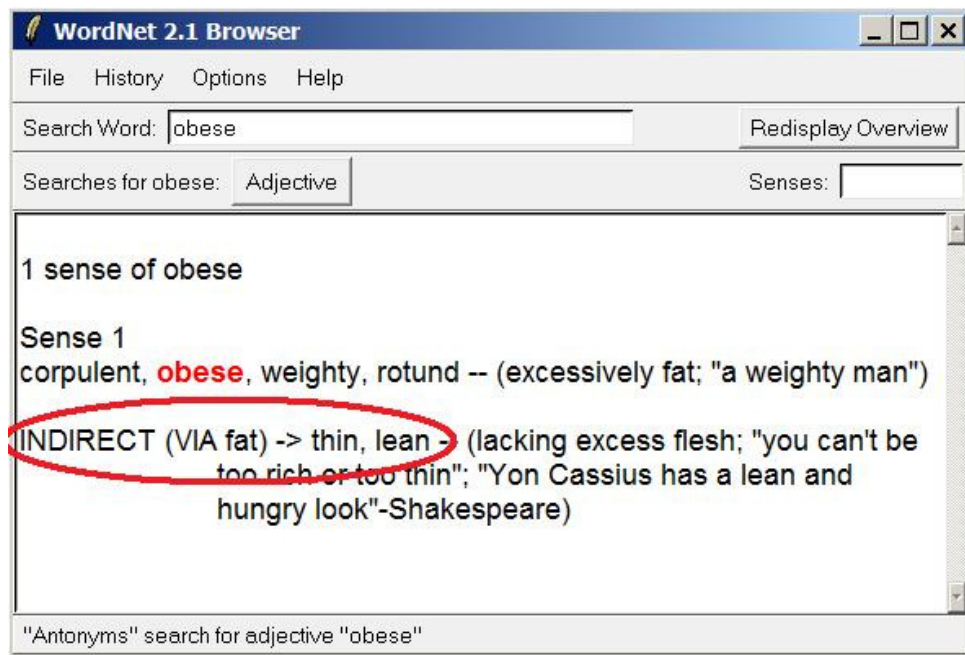 WordNet 2.1 Browser
File History Options Help
Search Word: obese Redisplay Overview
Searches for obese: Adjective Senses:
1 sense of obese
Sense 1
corpulent, obese, weighty, rotund -- (excessively fat; "a weighty man")
INDIRECT (VIA fat) -> thin, lean -- (lacking excess flesh; "you can't be
too rich or too thin"; "Yon Cassius has a lean and
hungry look"-Shakespeare)
"Antonyms" search for adjective "obese"